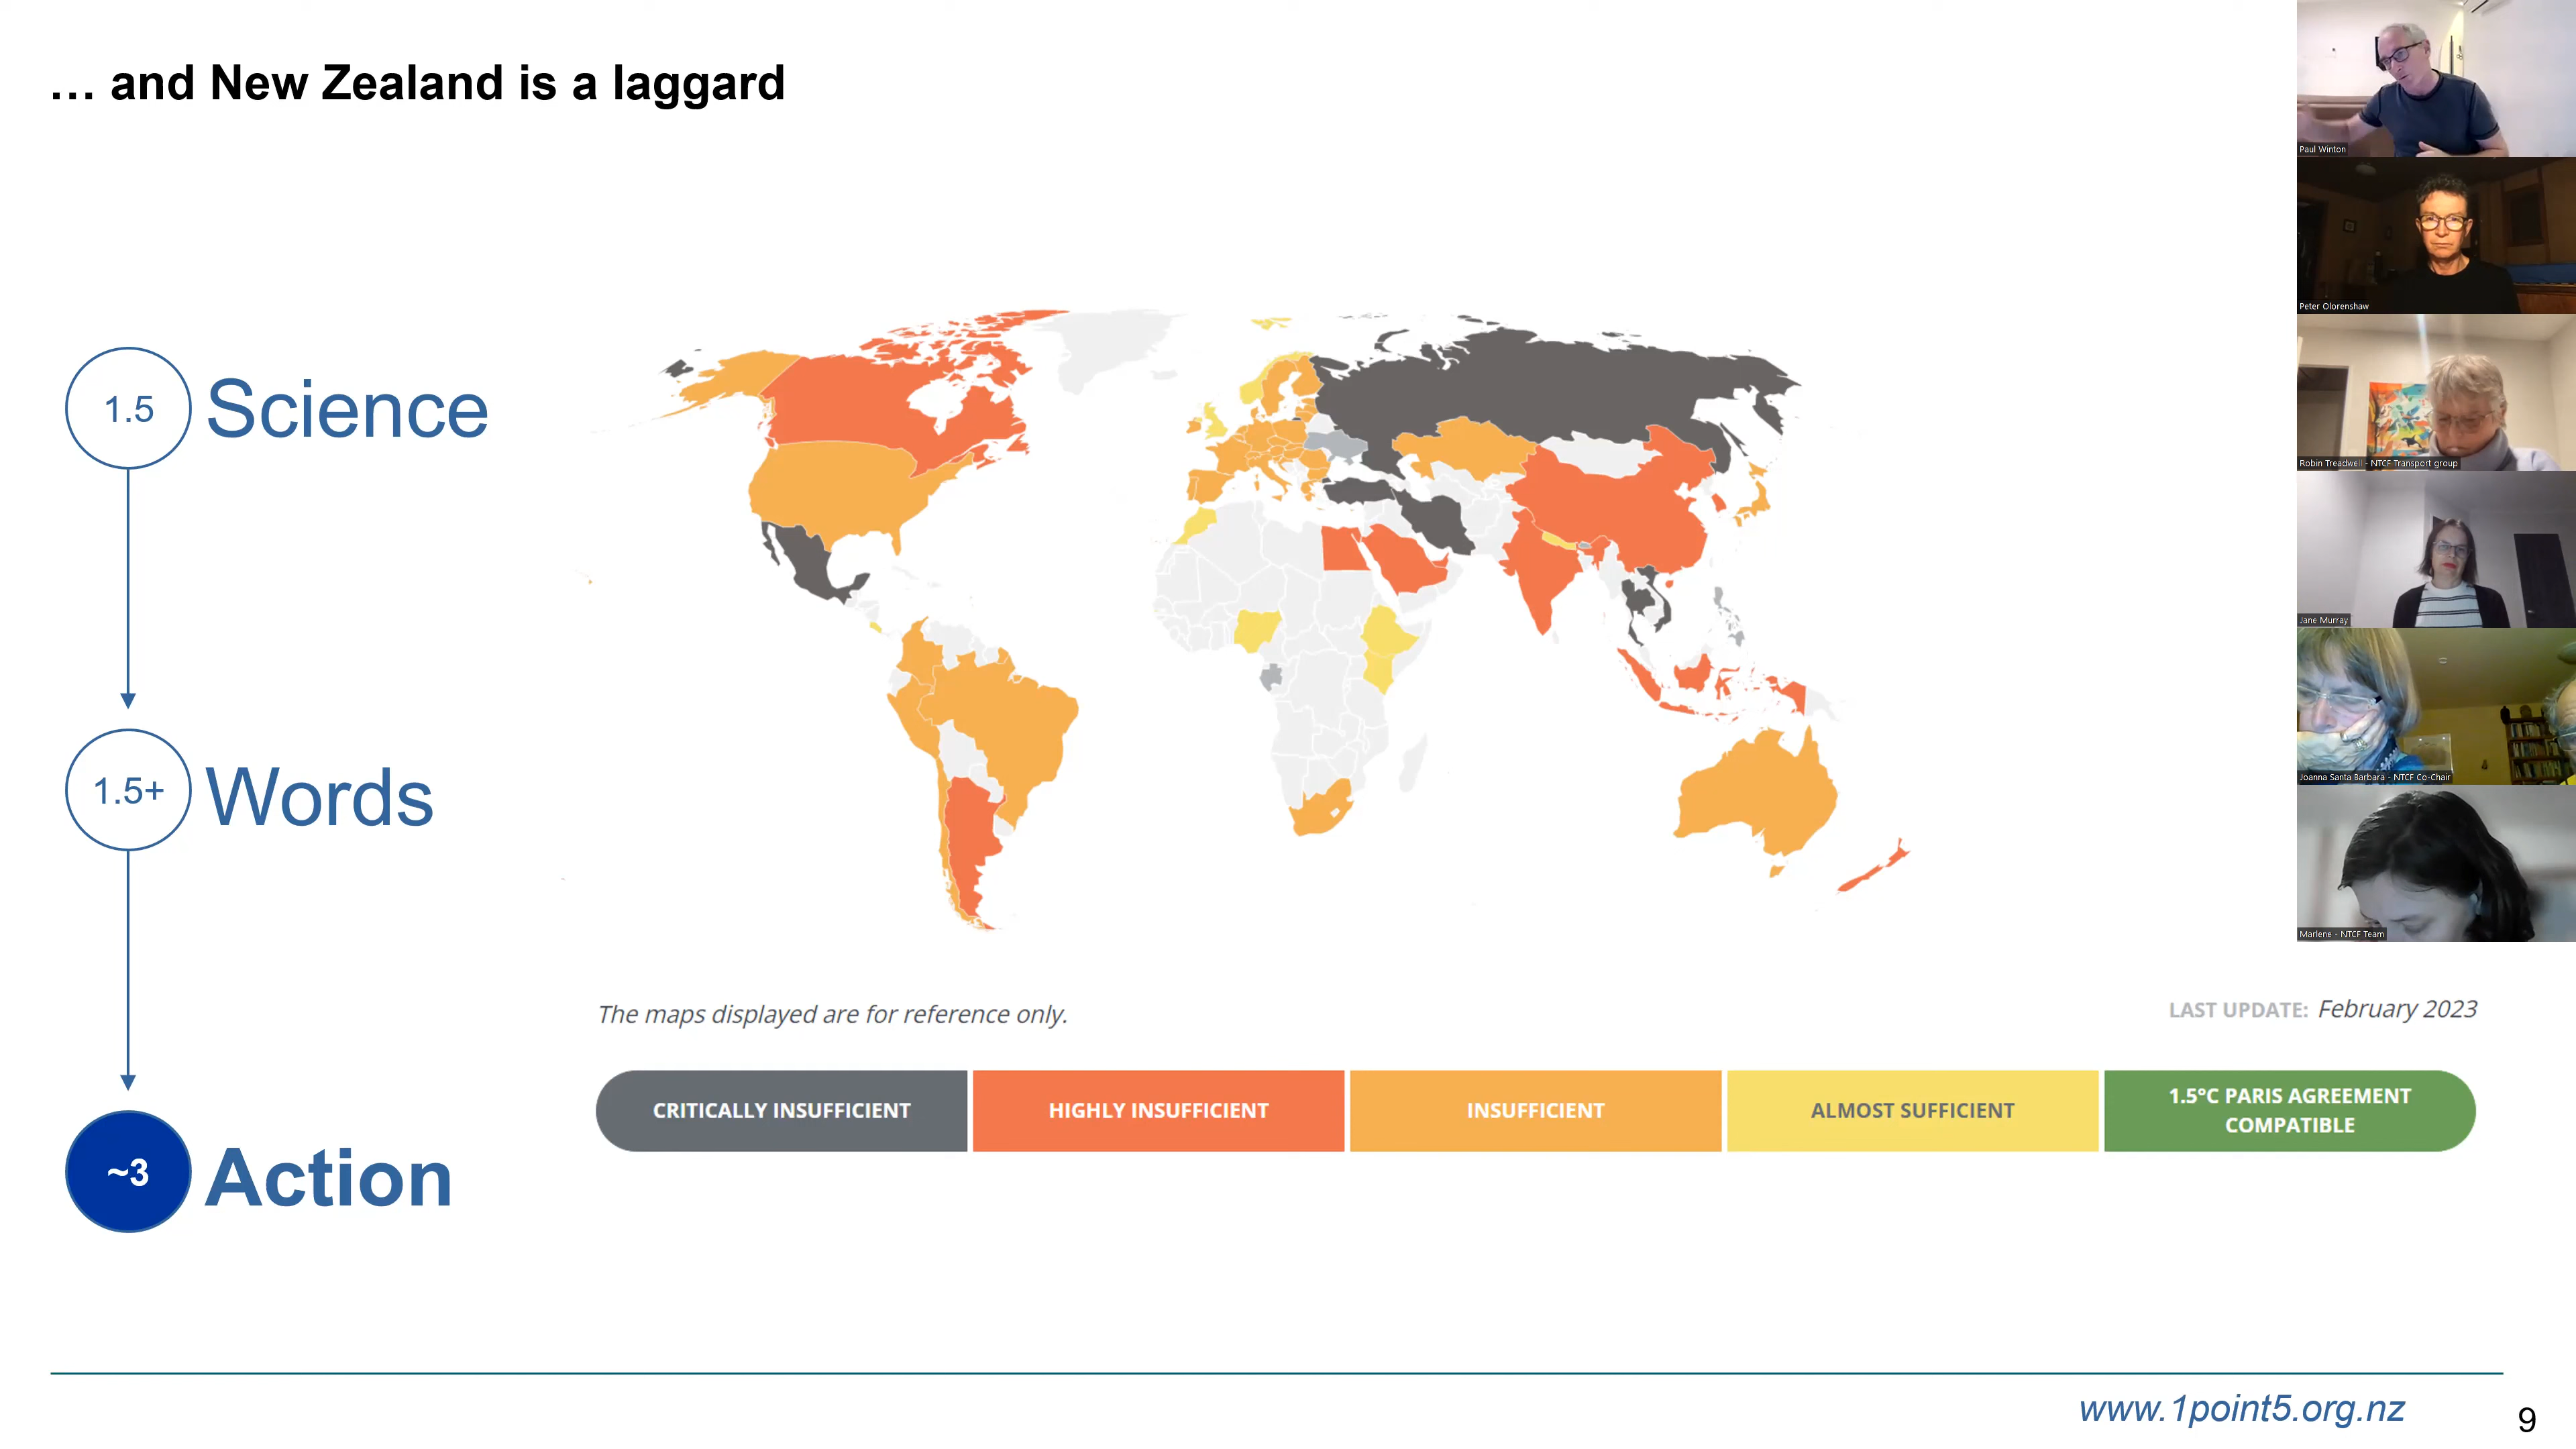 … and New Zealand is a laggard
1.5
Science
1.5+
Words
~3
Action
The maps displayed are for reference only.
LAST UPDATE: February 2023
CRITICALLY INSUFFICIENT
HIGHLY INSUFFICIENT
INSUFFICIENT
ALMOST SUFFICIENT
1.5°C PARIS AGREEMENT
COMPATIBLE
www.1point5.org.nz
9
Paul Winton
Peter Olorenshaw
Robin Treadwell - NTCF Transport group
Jane Murray
Joanna Santa Barbara - NTCF Co-Chair
Marlene - NTCF Team